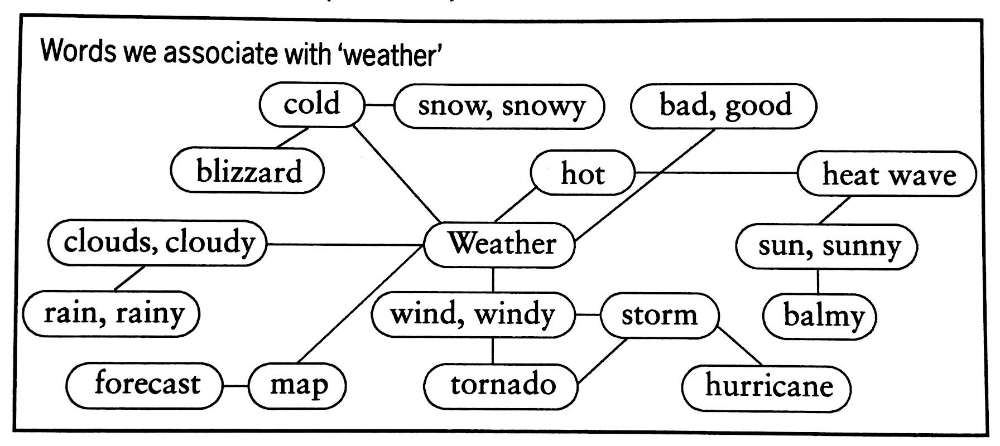 Words we associate with ‘weather’
cold
snow, snowy
bad, good
blizzard
hot
heat wave
clouds, cloudy
Weather
sun, sunny
rain, rainy
wind, windy
storm
balmy
forecast
map
tornado
hurricane